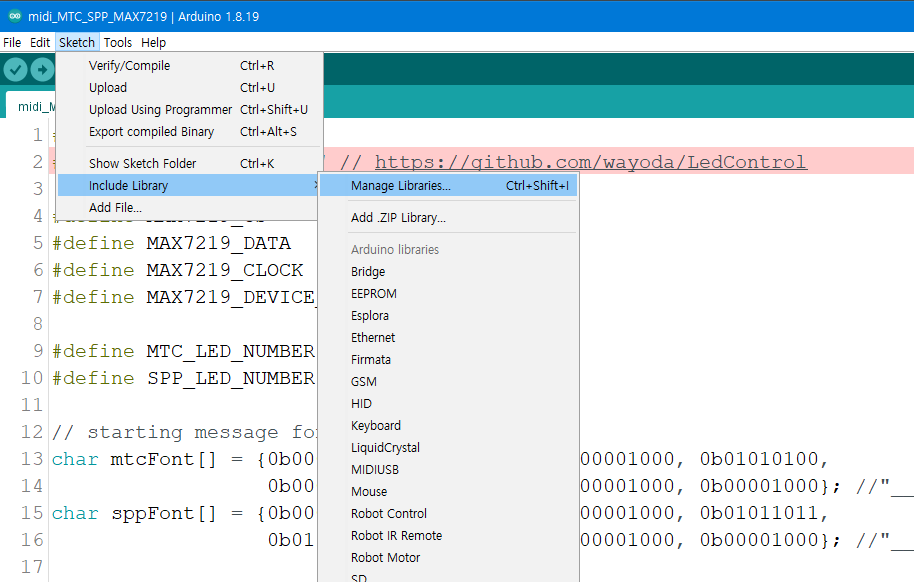 midi_MTC_SPP_MAX7219 | Arduino 1.8.19
File Edit Sketch Tools Help
Verify/Compile Ctrl+R
Upload Ctrl+U
Upload Using Programmer Ctrl+Shift+U
Export compiled Binary Ctrl+Alt+S
Show Sketch Folder Ctrl+K
Include Library
Add File...
Manage Libraries... Ctrl+Shift+I
Add .ZIP Library...
Arduino libraries
Bridge
EEPROM
Esplora
Ethernet
Firmata
GSM
HID
Keyboard
LiquidCrystal
MIDIUSB
Mouse
Robot Control
Robot IR Remote
Robot Motor
SD
midi_M
1
2 // https://github.com/wayoda/LedControl
3
4
5 #define MAX7219_DATA
6 #define MAX7219_CLOCK
7 #define MAX7219_DEVICE_
8
9 #define MTC_LED_NUMBER
10 #define SPP_LED_NUMBER
11
12 // starting message fo
13 char mtcFont[] = {0b00 00001000, 0b01010100,
14 0b00 00001000, 0b00001000}; //"__
15 char sppFont[] = {0b00 00001000, 0b01011011,
16 0b01 00001000, 0b00001000}; //"__
17